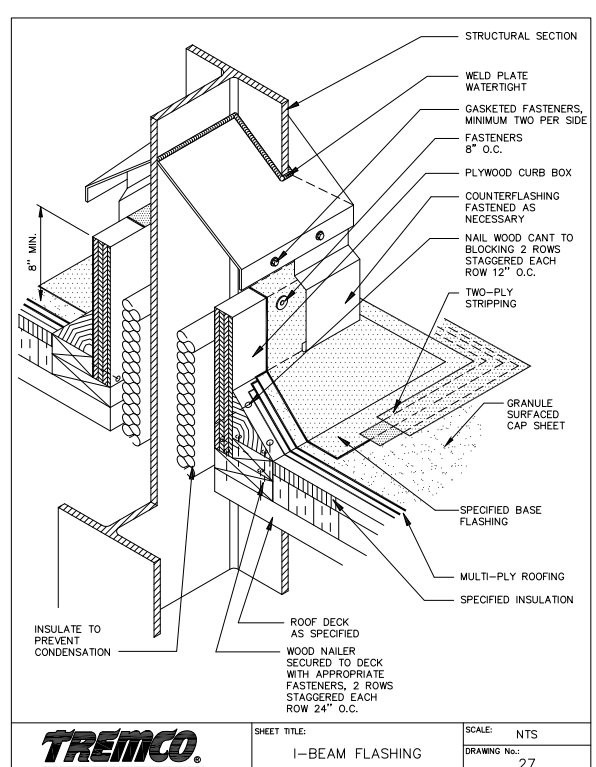 STRUCTURAL SECTION
WELD PLATE
WATERTIGHT
GASKETED FASTENERS,
MINIMUM TWO PER SIDE
FASTENERS
8" O.C.
PLYWOOD CURB BOX
COUNTERFLASHING
FASTENED AS
NECESSARY
NAIL WOOD CANT TO
BLOCKING 2 ROWS
STAGGERED EACH
ROW 12" O.C.
TWO-PLY
STRIPPING
8" MIN.
GRANULE
SURFACED
CAP SHEET
SPECIFIED BASE
FLASHING
MULTI-PLY ROOFING
SPECIFIED INSULATION
ROOF DECK
AS SPECIFIED
INSULATE TO
PREVENT
CONDENSATION
WOOD NAILER
SECURED TO DECK
WITH APPROPRIATE
FASTENERS, 2 ROWS
STAGGERED EACH
ROW 24" O.C.
TREMCO®
SHEET TITLE:
I-BEAM FLASHING
SCALE: NTS
DRAWING No.:
27